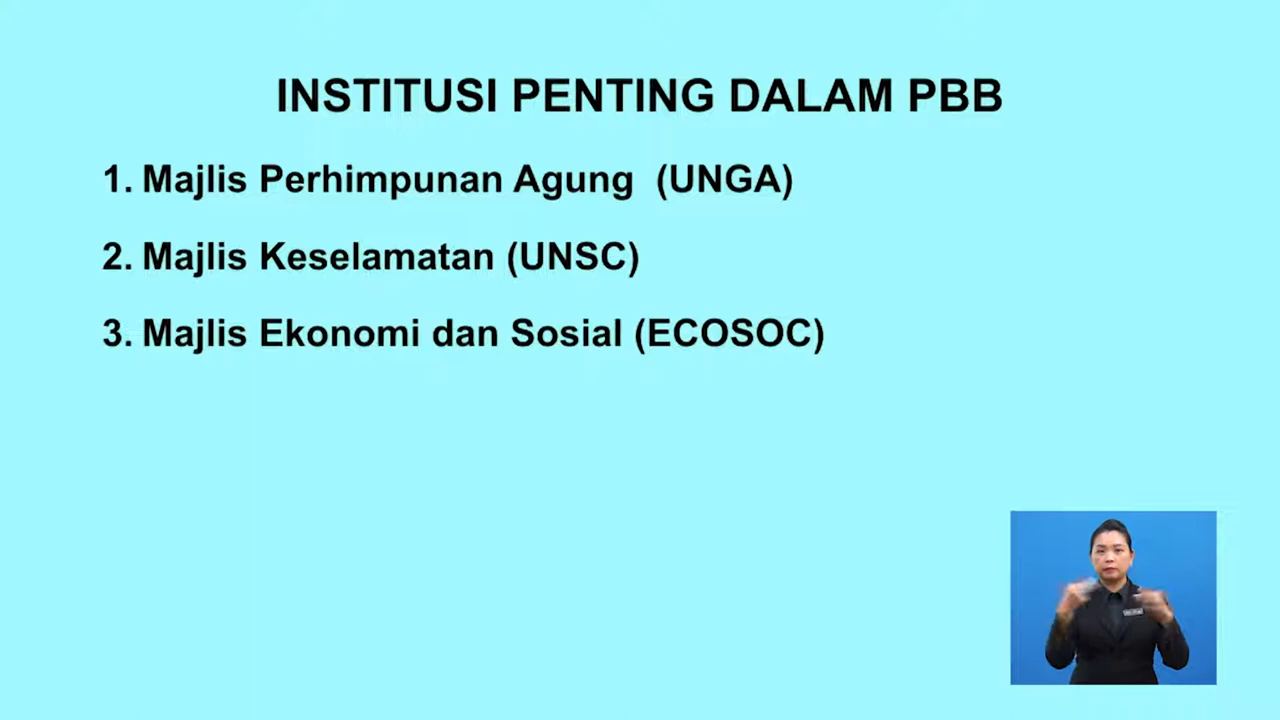 INSTITUSI PENTING DALAM PBB
1. Majlis Perhimpunan Agung (UNGA)
2. Majlis Keselamatan (UNSC)
3. Majlis Ekonomi dan Sosial (ECOSOC)